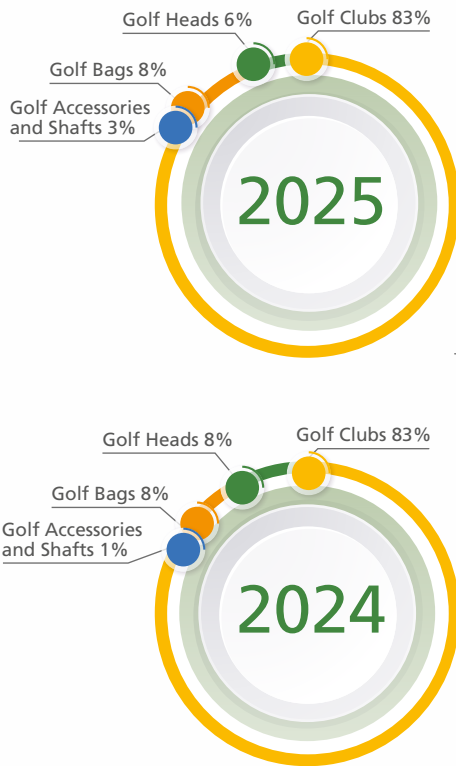 Golf Heads 6%
Golf Clubs 83%
Golf Bags 8%
Golf Accessories
and Shafts 3%
2025
Golf Heads 8%
Golf Clubs 83%
Golf Bags 8%
Golf Accessories
and Shafts 1%
2024